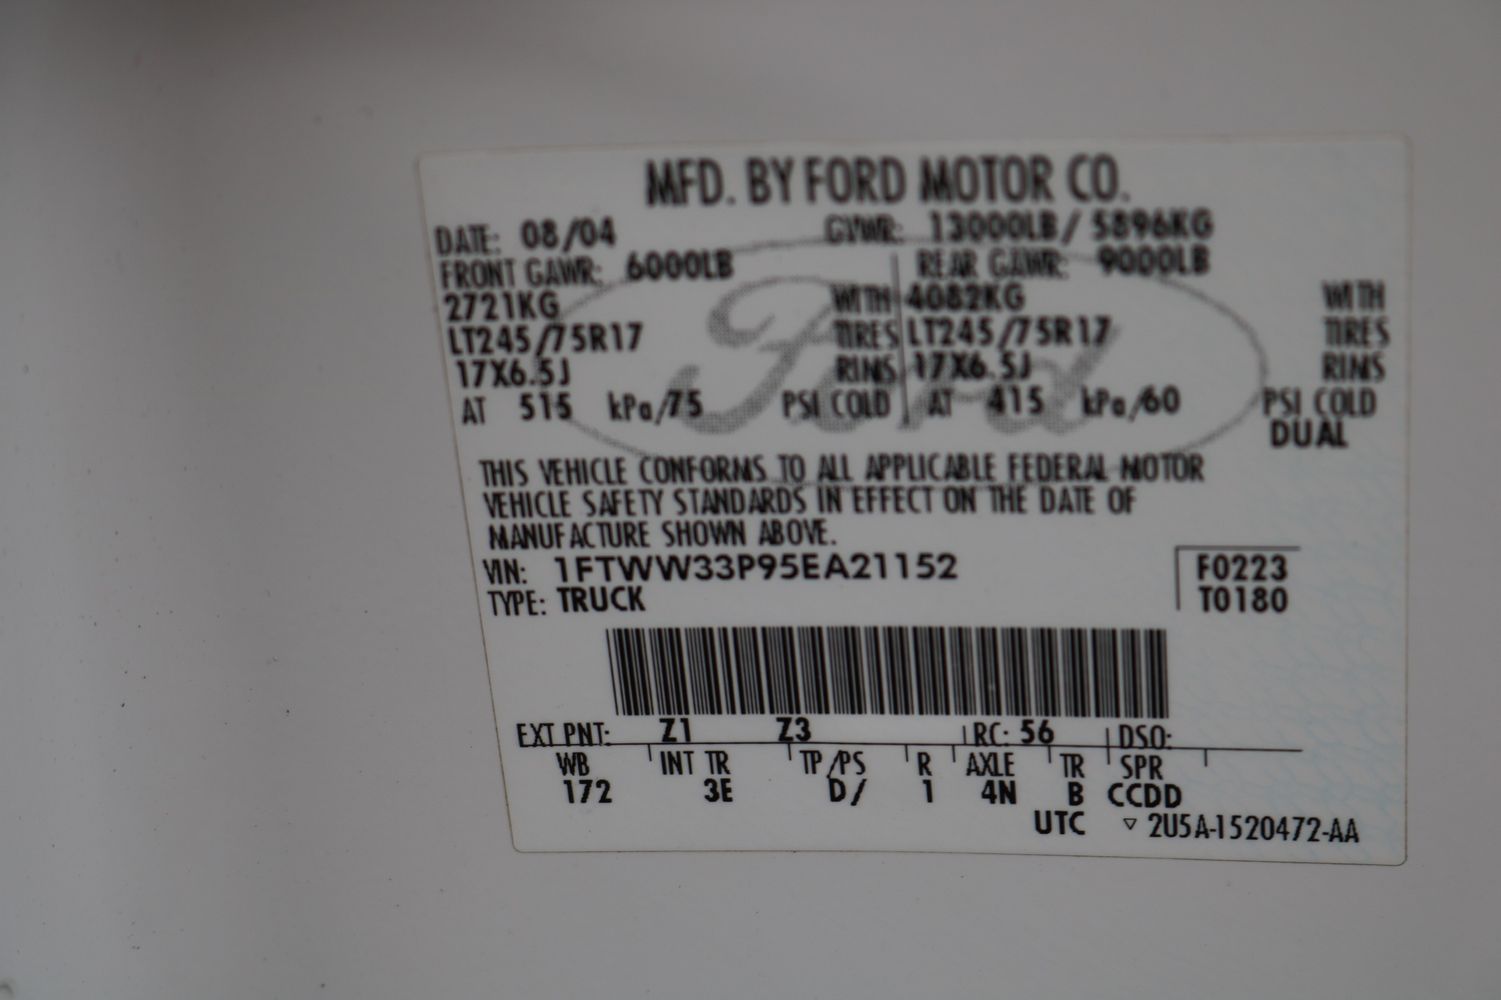 MFD. BY FORD MOTOR CO.
DATE: 08/04 GVWR: 13000LB/ 5896KG
FRONT GAWR: 6000LB REAR GAWR: 9000LB
2721KG WITH 4082KG WITH
LT245/75R17 TIRES LT245/75R17 TIRES
17X6.5J RIMS 17X6.5J RIMS
AT 515 kPa/75 PSI COLD AT 415 kPa/60 PSI COLD
DUAL
Ford
THIS VEHICLE CONFORMS TO ALL APPLICABLE FEDERAL MOTOR
VEHICLE SAFETY STANDARDS IN EFFECT ON THE DATE OF
MANUFACTURE SHOWN ABOVE.
VIN: 1FTWW33P95EA21152 F0223
TYPE: TRUCK T0180
EXT PNT: Z1 Z3 RC: 56 DSO:
WB INT TR TP/PS R AXLE TR SPR
172 3E D/ 1 4N B CCDD
UTC ▽ 2U5A-1520472-AA